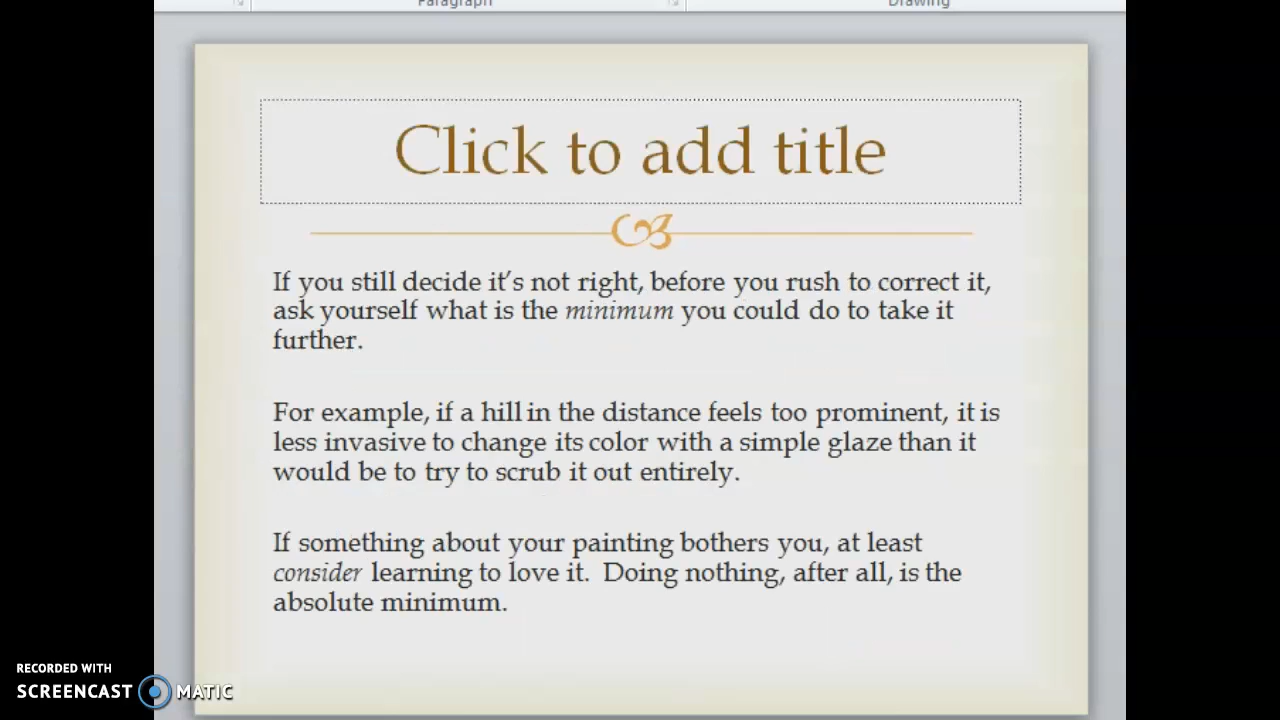 Paragraph
Drawing
Click to add title
If you still decide it’s not right, before you rush to correct it,
ask yourself what is the minimum you could do to take it
further.
For example, if a hill in the distance feels too prominent, it is
less invasive to change its color with a simple glaze than it
would be to try to scrub it out entirely.
If something about your painting bothers you, at least
consider learning to love it.  Doing nothing, after all, is the
absolute minimum.
RECORDED WITH
SCREENCAST MATIC